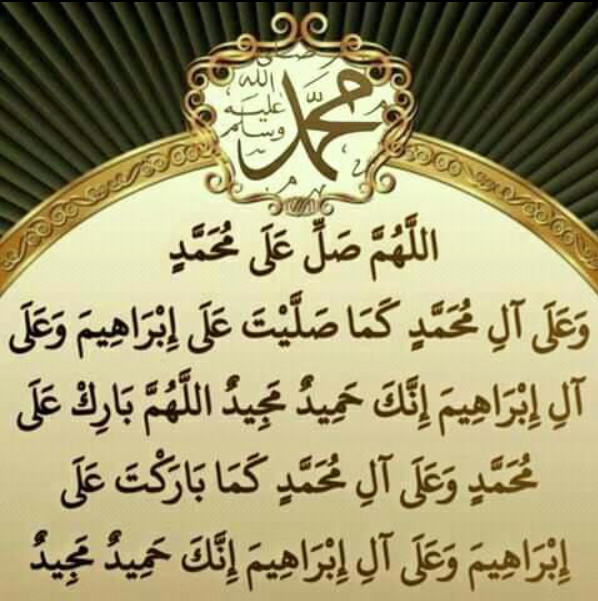 محمد
صلى
الله
عليه
وسلم
اللَّهُمَّ صَلِّ عَلَى مُحَمَّدٍ
وَعَلَى آلِ مُحَمَّدٍ كَمَا صَلَّيْتَ عَلَى إِبْرَاهِيمَ وَعَلَى
آلِ إِبْرَاهِيمَ إِنَّكَ حَمِيدٌ مَجِيدٌ اللَّهُمَّ بَارِكْ عَلَى
مُحَمَّدٍ وَعَلَى آلِ مُحَمَّدٍ كَمَا بَارَكْتَ عَلَى
إِبْرَاهِيمَ وَعَلَى آلِ إِبْرَاهِيمَ إِنَّكَ حَمِيدٌ مَجِيدٌ